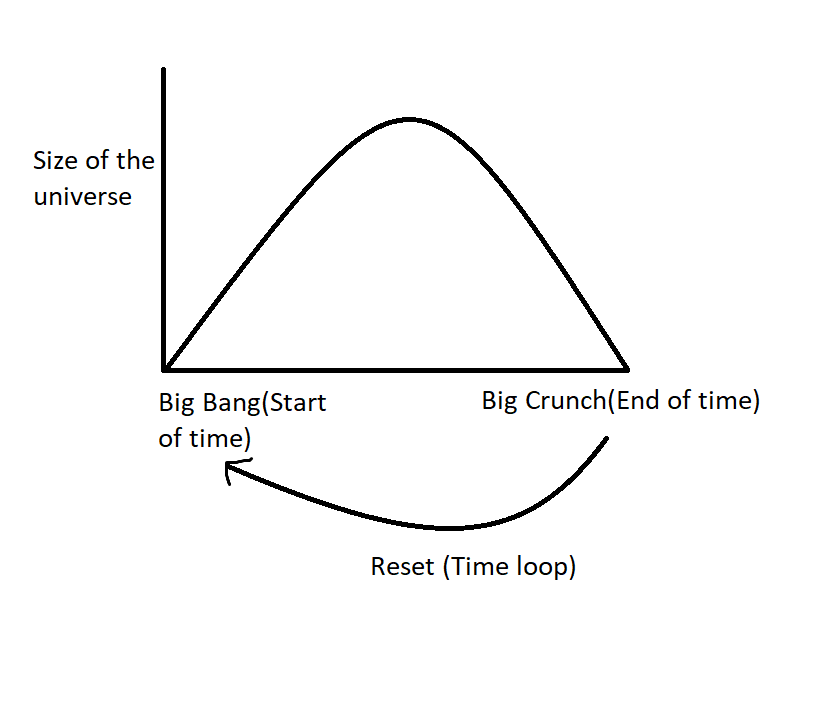 Size of the
universe
Big Bang(Start
of time)
Big Crunch(End of time)
Reset (Time loop)